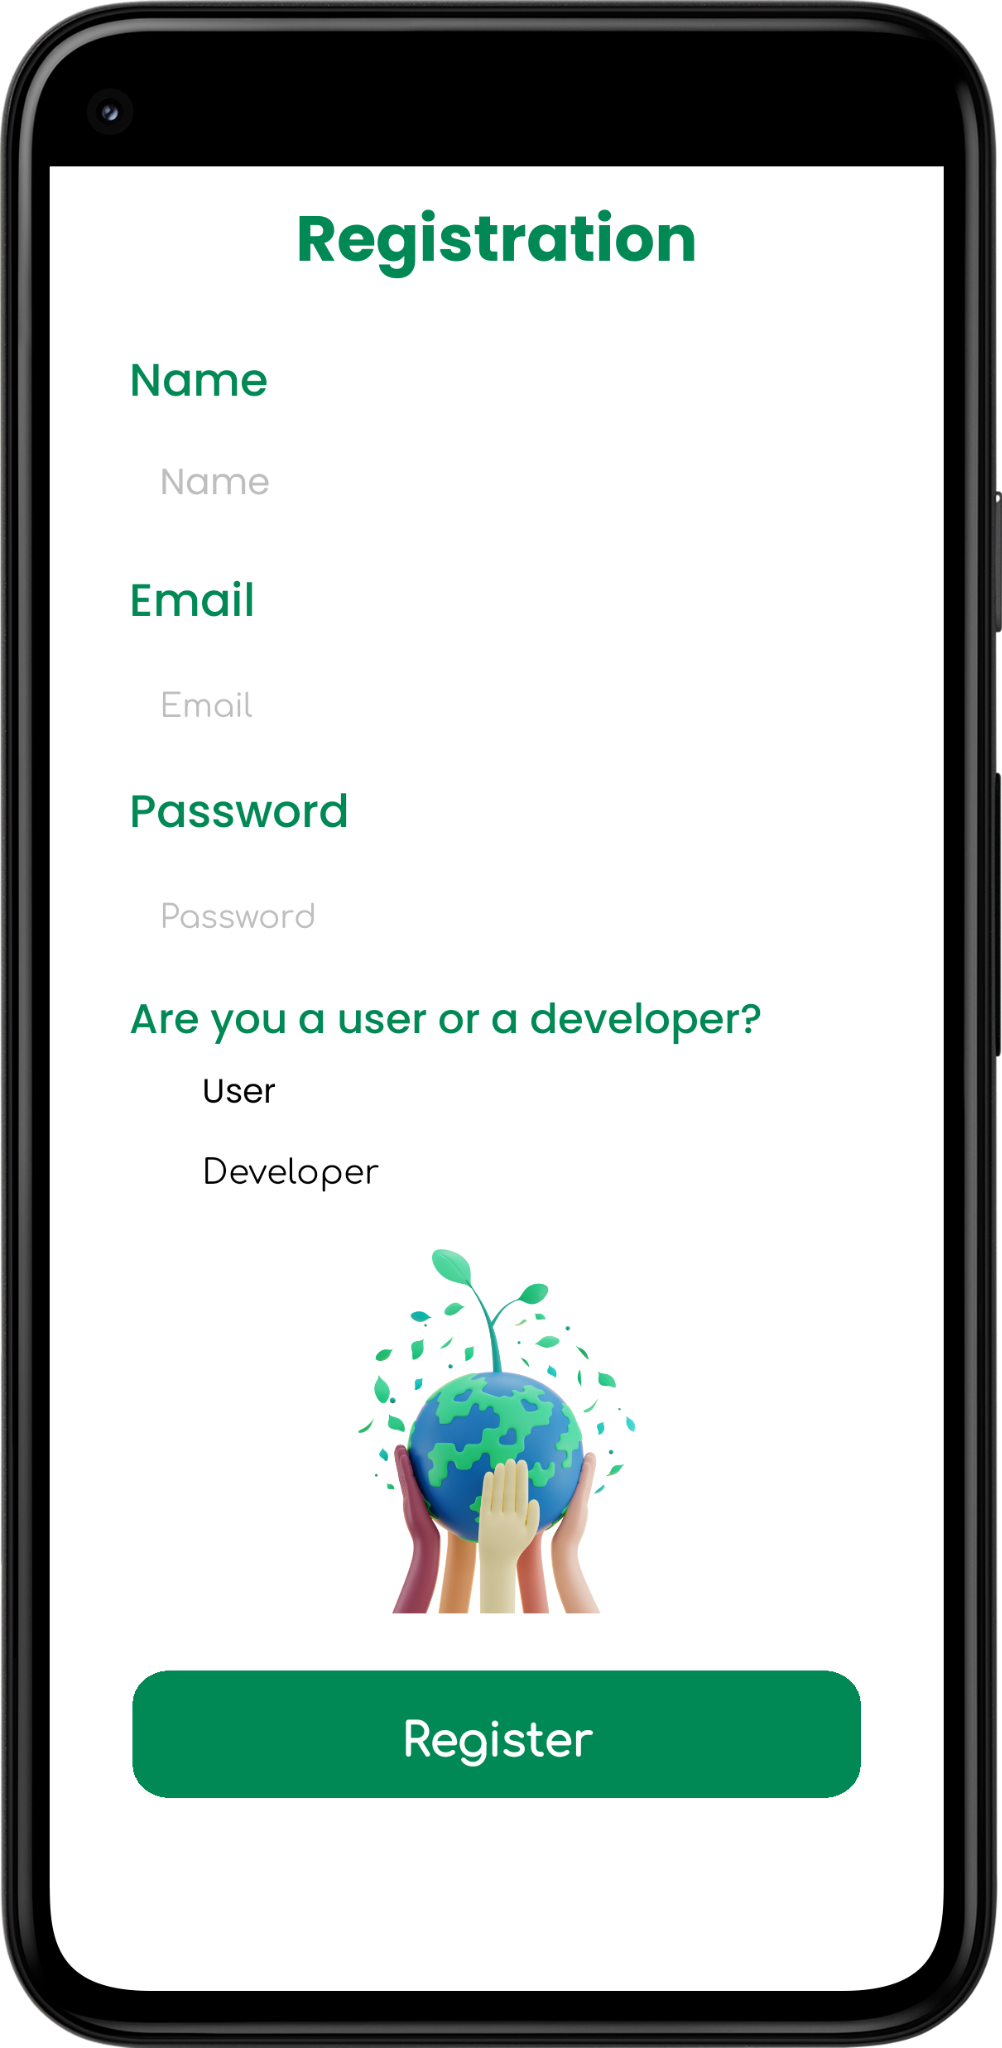 Registration
Name
Name
Email
Email
Password
Password
Are you a user or a developer?
User
Developer
Register